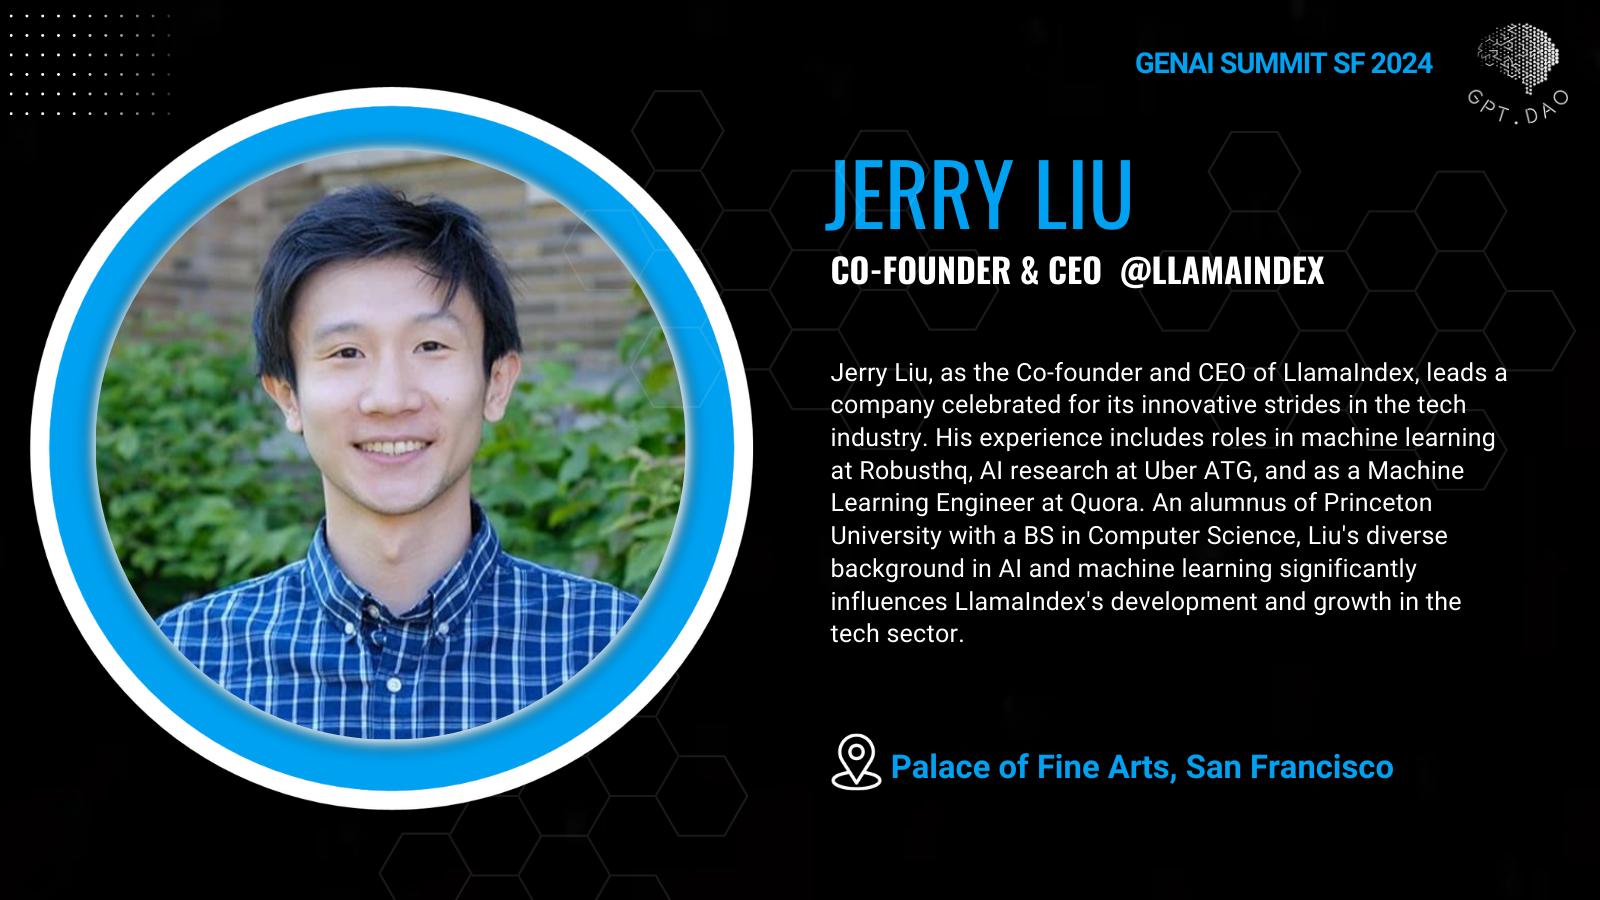 GENAI SUMMIT SF 2024
GPT.DAO
JERRY LIU
CO-FOUNDER & CEO @LLAMAINDEX
Jerry Liu, as the Co-founder and CEO of LlamaIndex, leads a
company celebrated for its innovative strides in the tech
industry. His experience includes roles in machine learning
at Robusthq, AI research at Uber ATG, and as a Machine
Learning Engineer at Quora. An alumnus of Princeton
University with a BS in Computer Science, Liu's diverse
background in AI and machine learning significantly
influences LlamaIndex's development and growth in the
tech sector.
Palace of Fine Arts, San Francisco